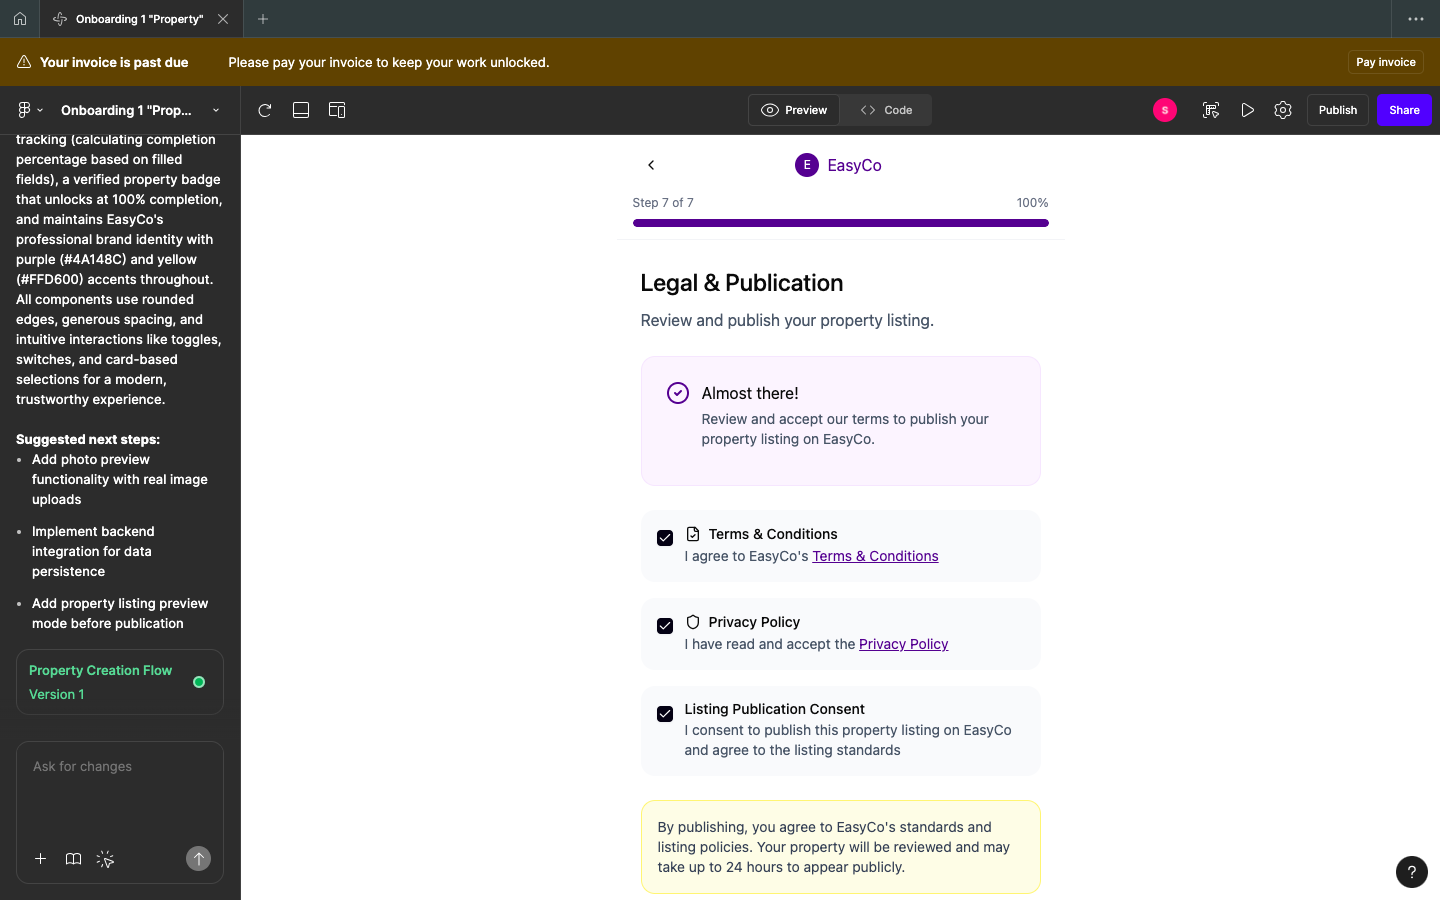 Onboarding 1 "Property"
Your invoice is past due
Please pay your invoice to keep your work unlocked.
Pay invoice
Onboarding 1 "Prop...
Preview
Code
S
Publish
Share
tracking (calculating completion
percentage based on filled
fields), a verified property badge
that unlocks at 100% completion,
and maintains EasyCo's
professional brand identity with
purple (#4A148C) and yellow
(#FFD600) accents throughout.
All components use rounded
edges, generous spacing, and
intuitive interactions like toggles,
switches, and card-based
selections for a modern,
trustworthy experience.
Suggested next steps:
• Add photo preview
functionality with real image
uploads
• Implement backend
integration for data
persistence
• Add property listing preview
mode before publication
Property Creation Flow
Version 1
Ask for changes
E EasyCo
Step 7 of 7
100%
Legal & Publication
Review and publish your property listing.
Almost there!
Review and accept our terms to publish your
property listing on EasyCo.
Terms & Conditions
I agree to EasyCo's Terms & Conditions
Privacy Policy
I have read and accept the Privacy Policy
Listing Publication Consent
I consent to publish this property listing on EasyCo
and agree to the listing standards
By publishing, you agree to EasyCo's standards and
listing policies. Your property will be reviewed and may
take up to 24 hours to appear publicly.
?